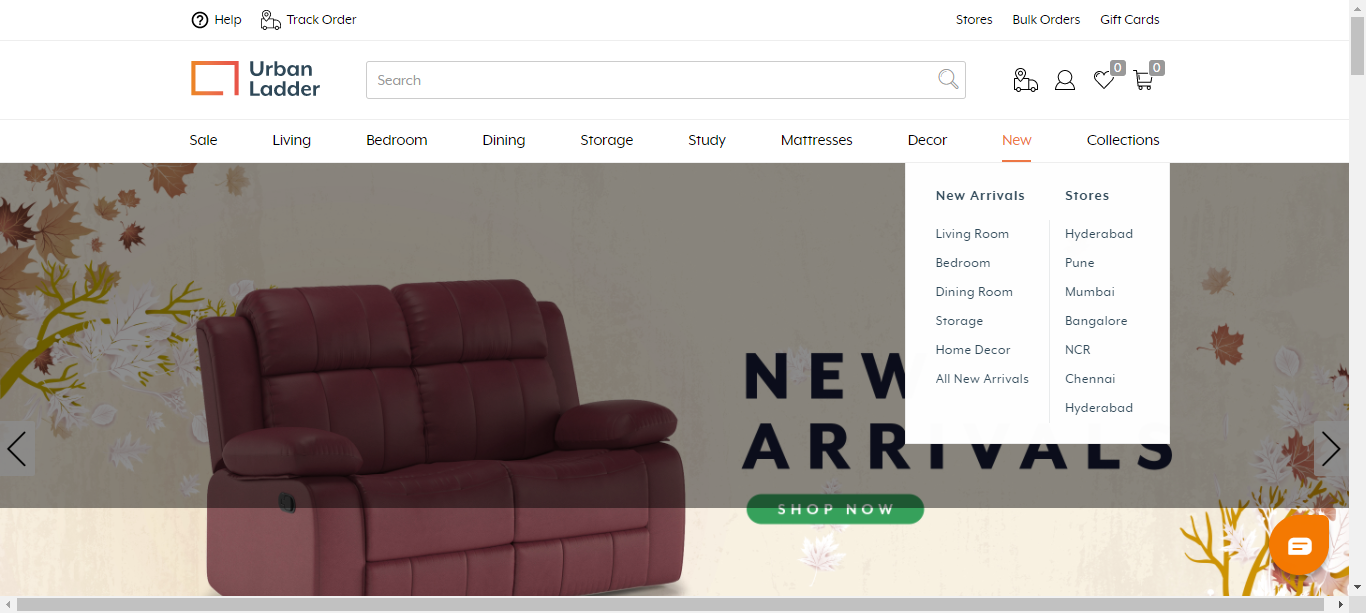 Help
Track Order
Stores
Bulk Orders
Gift Cards
Urban
Ladder
Search
0
0
Sale
Living
Bedroom
Dining
Storage
Study
Mattresses
Decor
New
Collections
New Arrivals
Living Room
Bedroom
Dining Room
Storage
Home Decor
All New Arrivals
Stores
Hyderabad
Pune
Mumbai
Bangalore
NCR
Chennai
Hyderabad
NEW
ARRIVALS
SHOP NOW